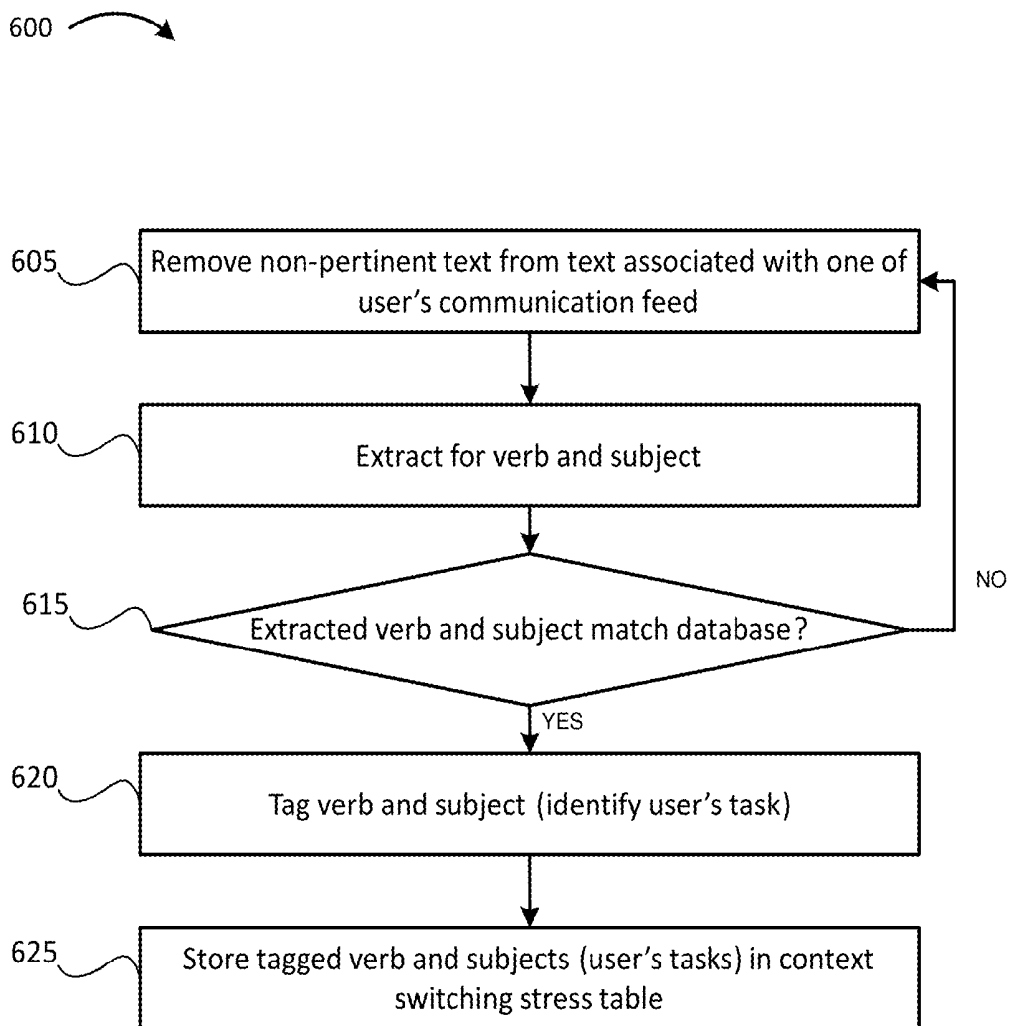 600
605
Remove non-pertinent text from text associated with one of
user's communication feed
610
Extract for verb and subject
615
Extracted verb and subject match database?
NO
YES
620
Tag verb and subject (identify user's task)
625
Store tagged verb and subjects (user's tasks) in context
switching stress table